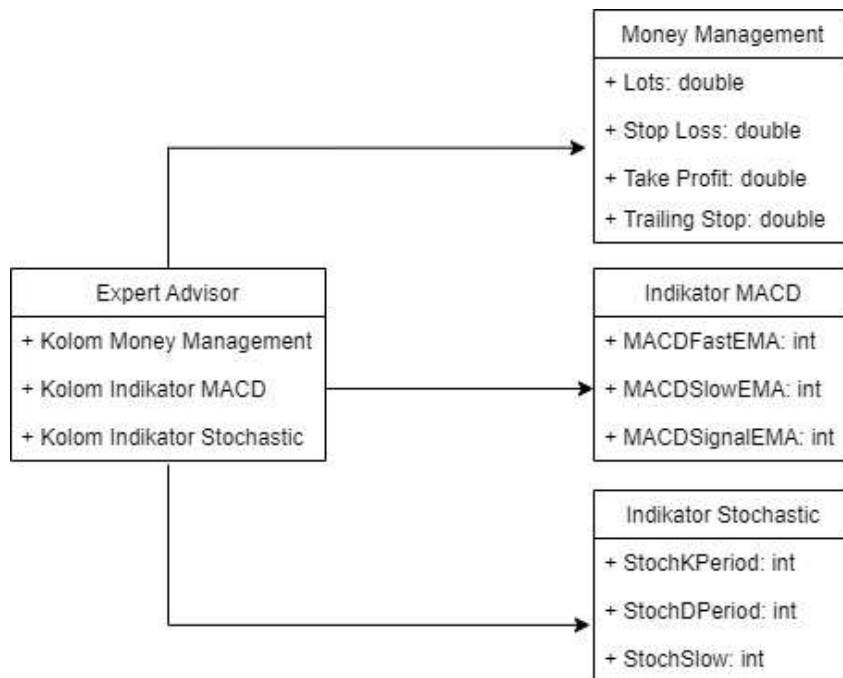 Money Management
+ Lots: double
+ Stop Loss: double
+ Take Profit: double
+ Trailing Stop: double
Expert Advisor
+ Kolom Money Management
+ Kolom Indikator MACD
+ Kolom Indikator Stochastic
Indikator MACD
+ MACDFastEMA: int
+ MACDSlowEMA: int
+ MACDSignalEMA: int
Indikator Stochastic
+ StochKPeriod: int
+ StochDPeriod: int
+ StochSlow: int